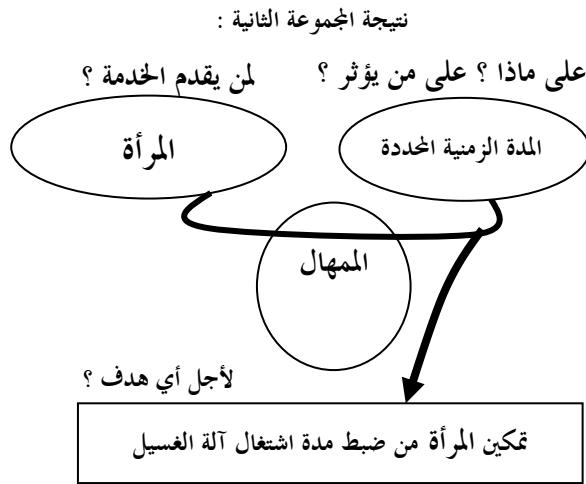 نتيجة المجموعة الثانية :
على ماذا ؟ على من يؤثر ؟
لمن يقدم الخدمة ؟
المدة الزمنية المحددة
المرأة
الممهال
لأجل أي هدف ؟
تمكين المرأة من ضبط مدة اشتغال آلة الغسيل